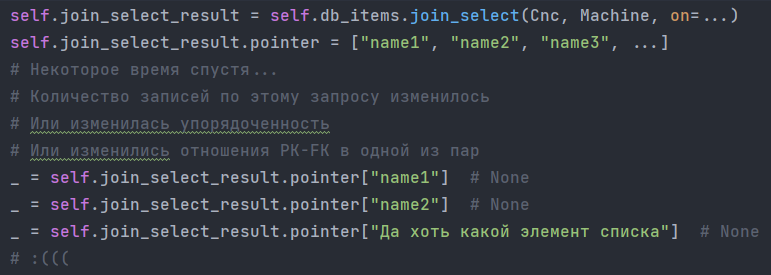 self.join_select_result = self.db_items.join_select(Cnc, Machine, on=...)
self.join_select_result.pointer = ["name1", "name2", "name3", ...]
# Некоторое время спустя...
# Количество записей по этому запросу изменилось
# Или изменилась упорядоченность
# Или изменились отношения PK-FK в одной из пар
_ = self.join_select_result.pointer["name1"]  # None
_ = self.join_select_result.pointer["name2"]  # None
_ = self.join_select_result.pointer["Да хоть какой элемент списка"]  # None
# :(((